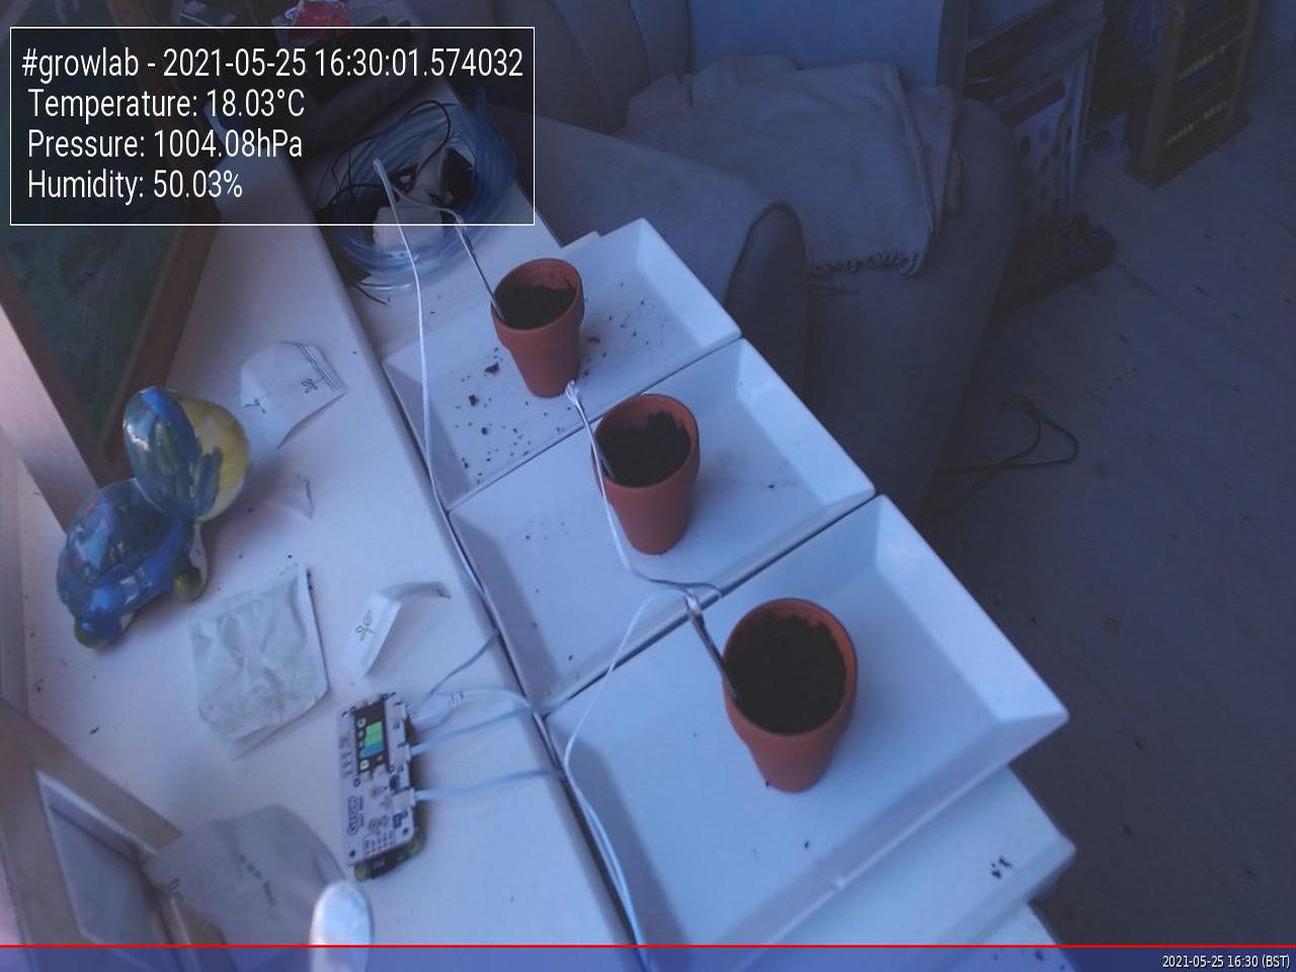 #growlab - 2021-05-25 16:30:01.574032
Temperature: 18.03°C
Pressure: 1004.08hPa
Humidity: 50.03%
Grow
2021-05-25 16:30 (BST)